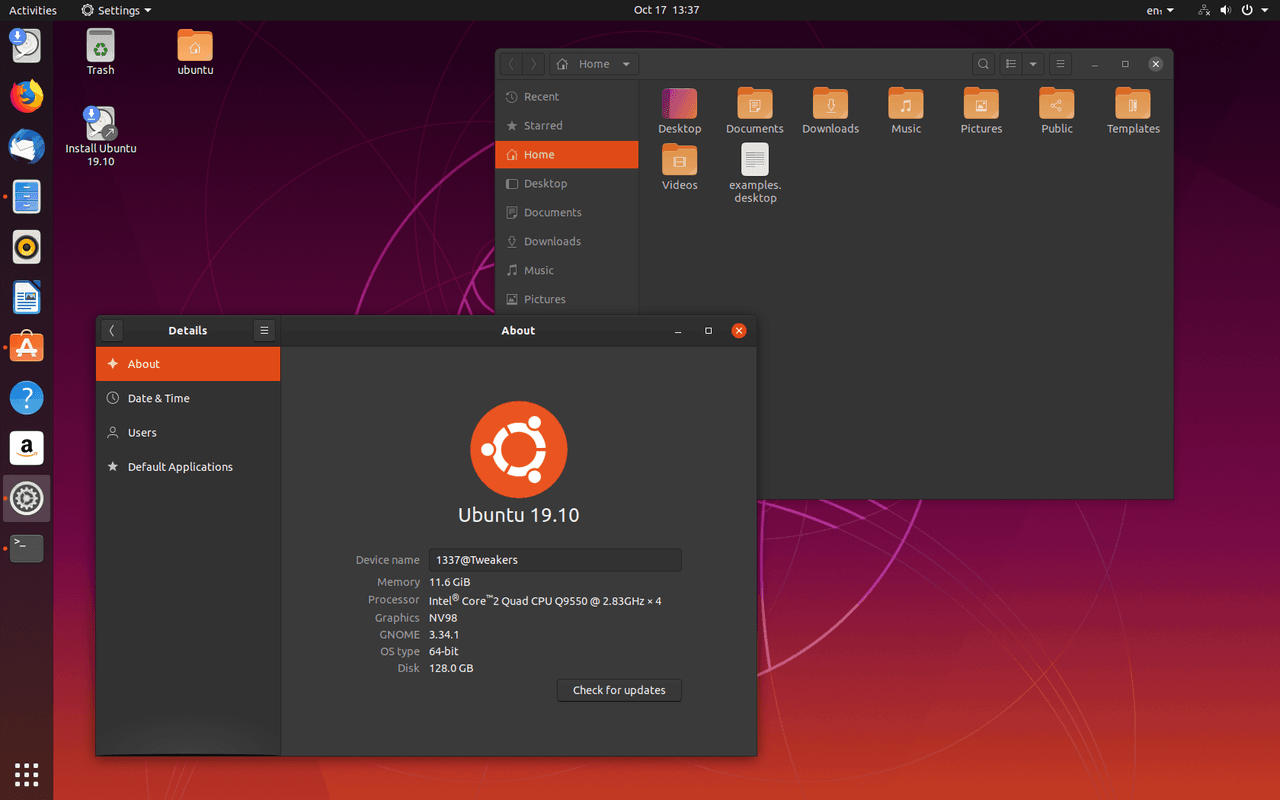 Activities
Settings
Oct 17 13:37
en₁
Trash
ubuntu
Install Ubuntu
19.10
Home
Recent
Starred
Home
Desktop
Documents
Downloads
Music
Pictures
Desktop
Documents
Downloads
Music
Pictures
Public
Templates
Videos
examples.
desktop
Details
About
About
Date & Time
Users
Default Applications
Ubuntu 19.10
Device name 1337@Tweakers
Memory 11.6 GiB
Processor Intel® Core™2 Quad CPU Q9550 @ 2.83GHz × 4
Graphics NV98
GNOME 3.34.1
OS type 64-bit
Disk 128.0 GB
Check for updates